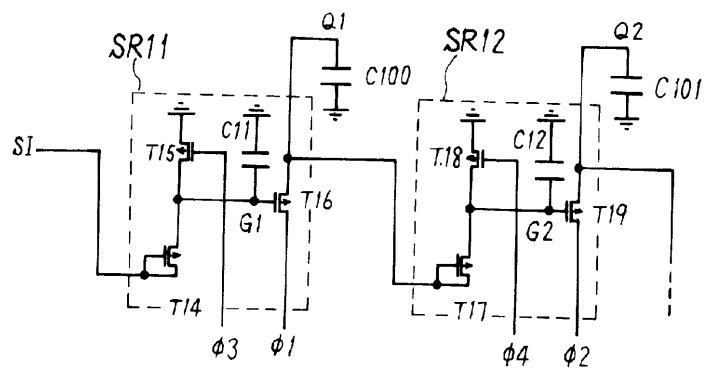 Q1
Q2
SR11
SR12
C100
C101
SI
T15
C11
T16
G1
T14
T18
C12
T19
G2
T17
Φ3
Φ1
Φ4
Φ2